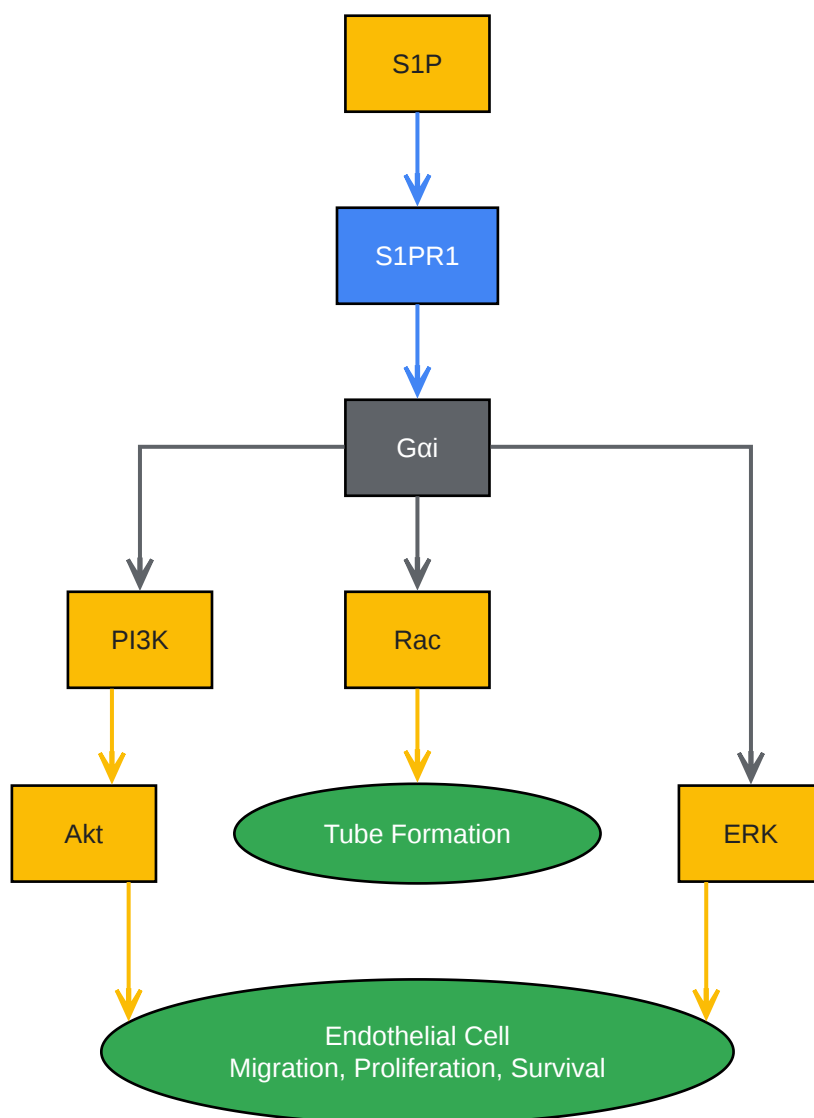 S1P
S1PR1
Gαi
PI3K
Rac
Akt
Tube Formation
ERK
Endothelial Cell
Migration, Proliferation, Survival